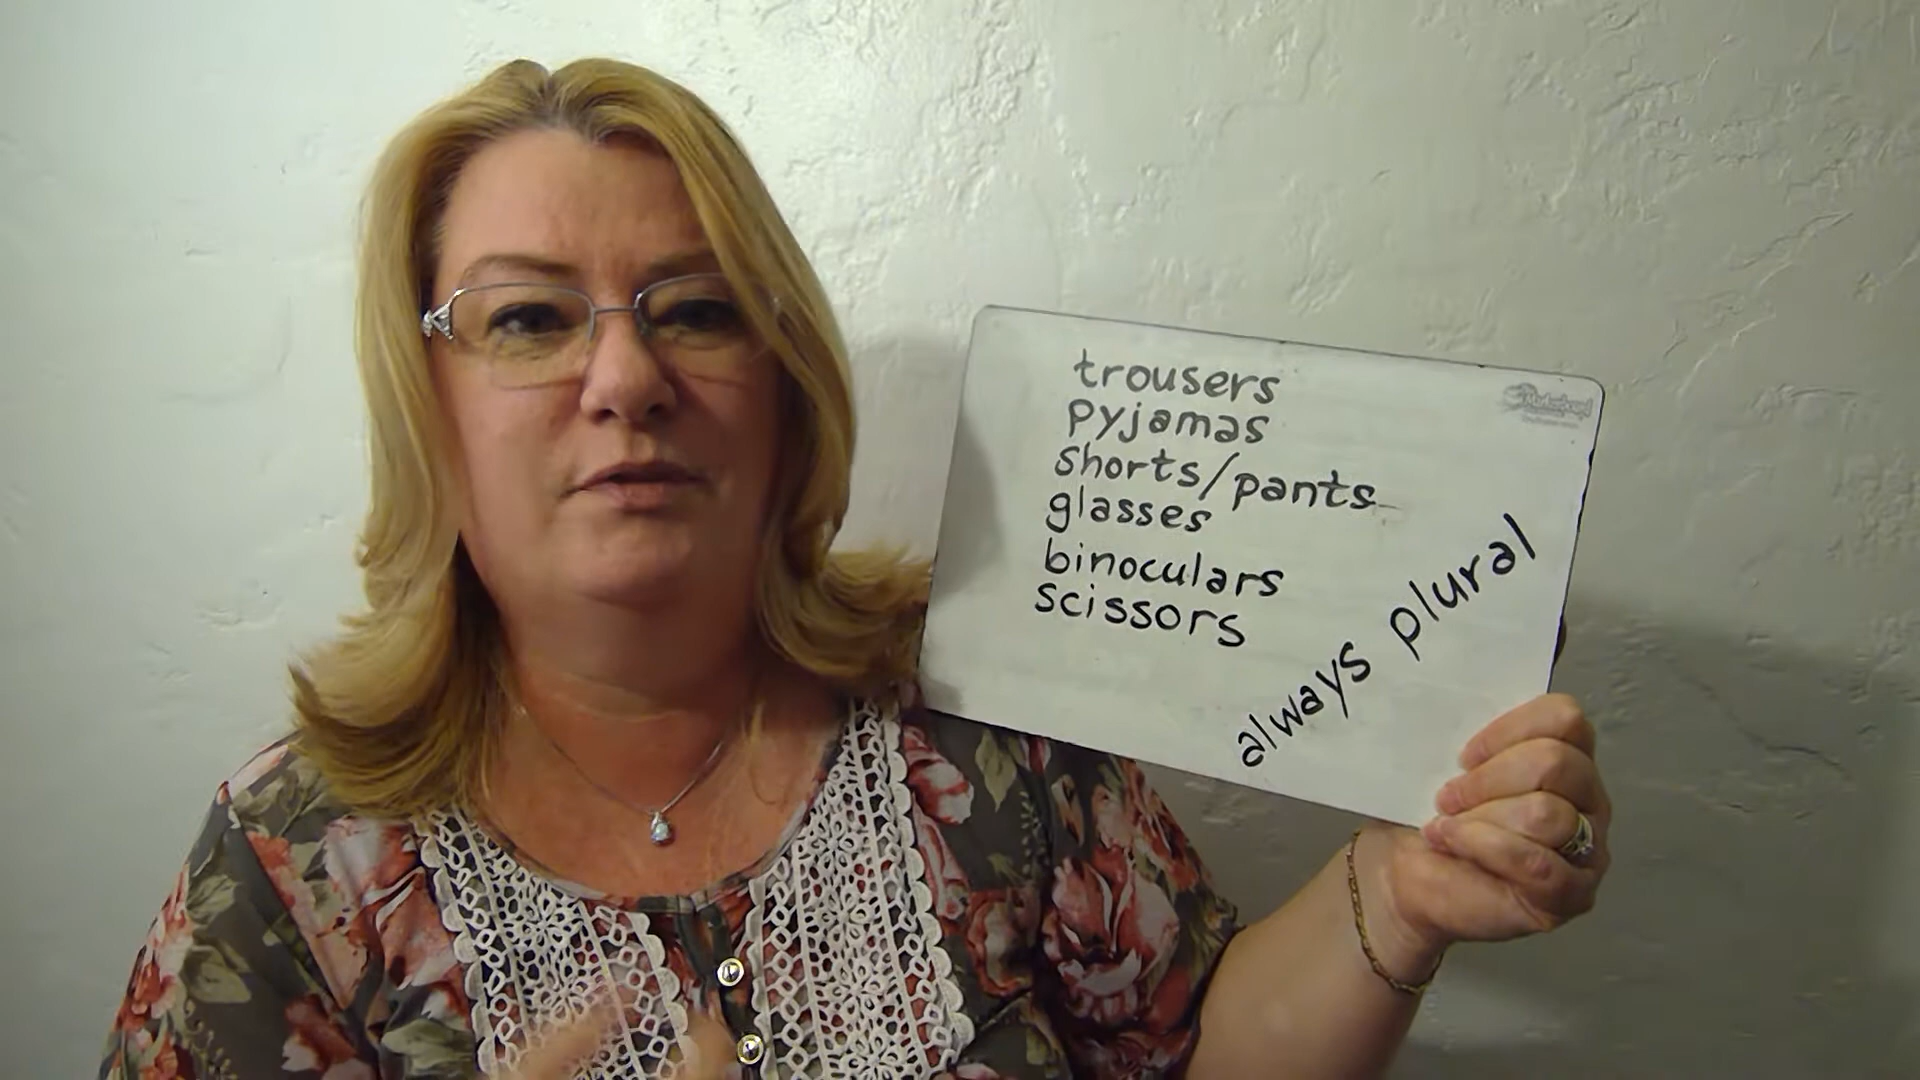 trousers
pyjamas
shorts/pants
glasses
binoculars
scissors
always plural